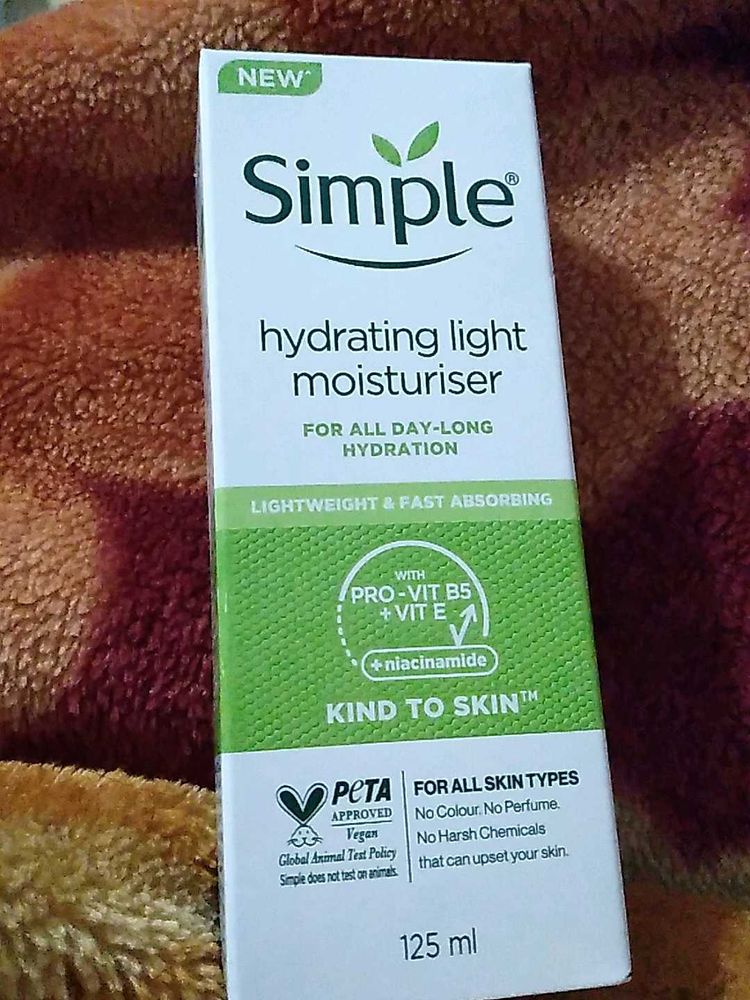 NEW^
Simple®
hydrating light
moisturiser
FOR ALL DAY-LONG
HYDRATION
LIGHTWEIGHT & FAST ABSORBING
WITH
PRO-VIT B5
+ VIT E
+niacinamide
KIND TO SKIN™
PeTA
APPROVED
Vegan
Global Animal Test Policy
Simple does not test on animals.
FOR ALL SKIN TYPES
No Colour. No Perfume.
No Harsh Chemicals
that can upset your skin.
125 ml